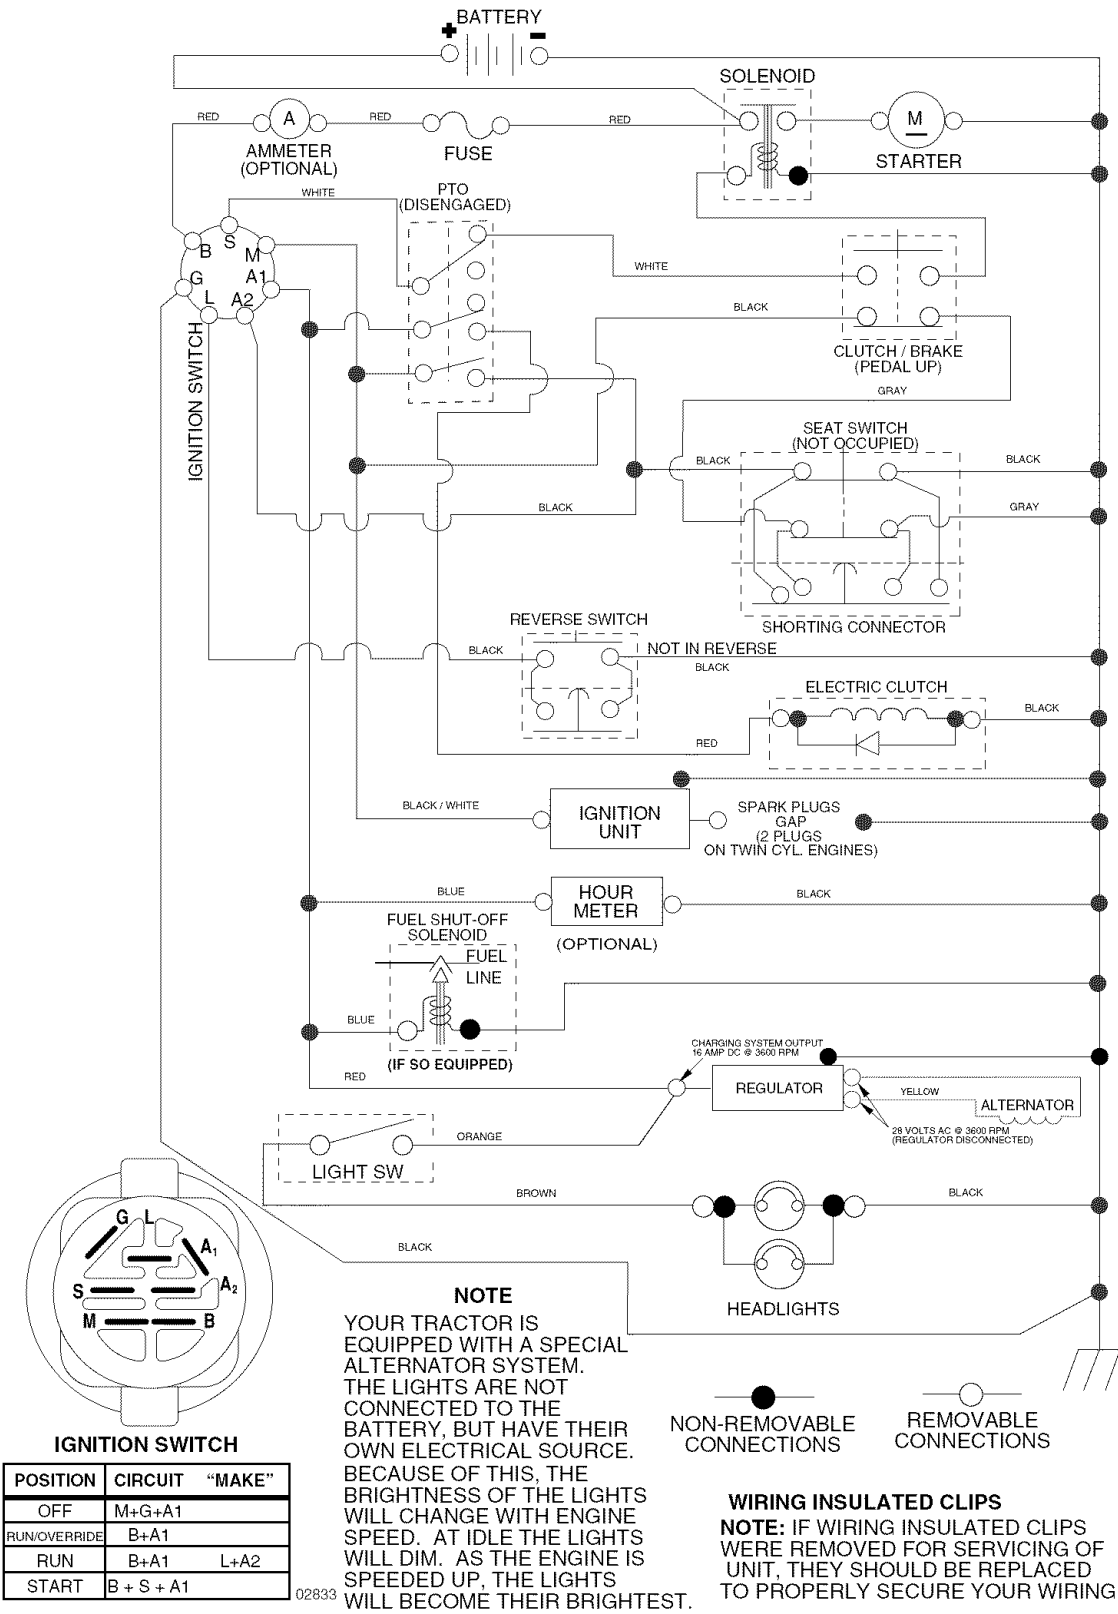 BATTERY
+ -
SOLENOID
RED
A
RED
RED
M
AMMETER
(OPTIONAL)
FUSE
STARTER
WHITE
PTO
(DISENGAGED)
B
S
M
G
A1
L
A2
WHITE
BLACK
IGNITION SWITCH
CLUTCH / BRAKE
(PEDAL UP)
GRAY
SEAT SWITCH
(NOT OCCUPIED)
BLACK
BLACK
BLACK
GRAY
REVERSE SWITCH
SHORTING CONNECTOR
BLACK
NOT IN REVERSE
BLACK
ELECTRIC CLUTCH
BLACK
RED
BLACK / WHITE
IGNITION
UNIT
SPARK PLUGS
GAP
(2 PLUGS
ON TWIN CYL. ENGINES)
BLUE
HOUR
METER
BLACK
(OPTIONAL)
FUEL SHUT-OFF
SOLENOID
FUEL
LINE
BLUE
(IF SO EQUIPPED)
CHARGING SYSTEM OUTPUT
16 AMP DC @ 3600 RPM
RED
REGULATOR
YELLOW
ALTERNATOR
28 VOLTS AC @ 3600 RPM
(REGULATOR DISCONNECTED)
ORANGE
LIGHT SW
BROWN
BLACK
BLACK
HEADLIGHTS
G
L
A1
S
A2
M
B
IGNITION SWITCH
POSITION CIRCUIT “MAKE”
OFF M+G+A1
RUN/OVERRIDE B+A1
RUN B+A1 L+A2
START B + S + A1
02833
NOTE
YOUR TRACTOR IS
EQUIPPED WITH A SPECIAL
ALTERNATOR SYSTEM.
THE LIGHTS ARE NOT
CONNECTED TO THE
BATTERY, BUT HAVE THEIR
OWN ELECTRICAL SOURCE.
BECAUSE OF THIS, THE
BRIGHTNESS OF THE LIGHTS
WILL CHANGE WITH ENGINE
SPEED. AT IDLE THE LIGHTS
WILL DIM. AS THE ENGINE IS
SPEEDED UP, THE LIGHTS
WILL BECOME THEIR BRIGHTEST.
NON-REMOVABLE
CONNECTIONS
REMOVABLE
CONNECTIONS
WIRING INSULATED CLIPS
NOTE: IF WIRING INSULATED CLIPS
WERE REMOVED FOR SERVICING OF
UNIT, THEY SHOULD BE REPLACED
TO PROPERLY SECURE YOUR WIRING